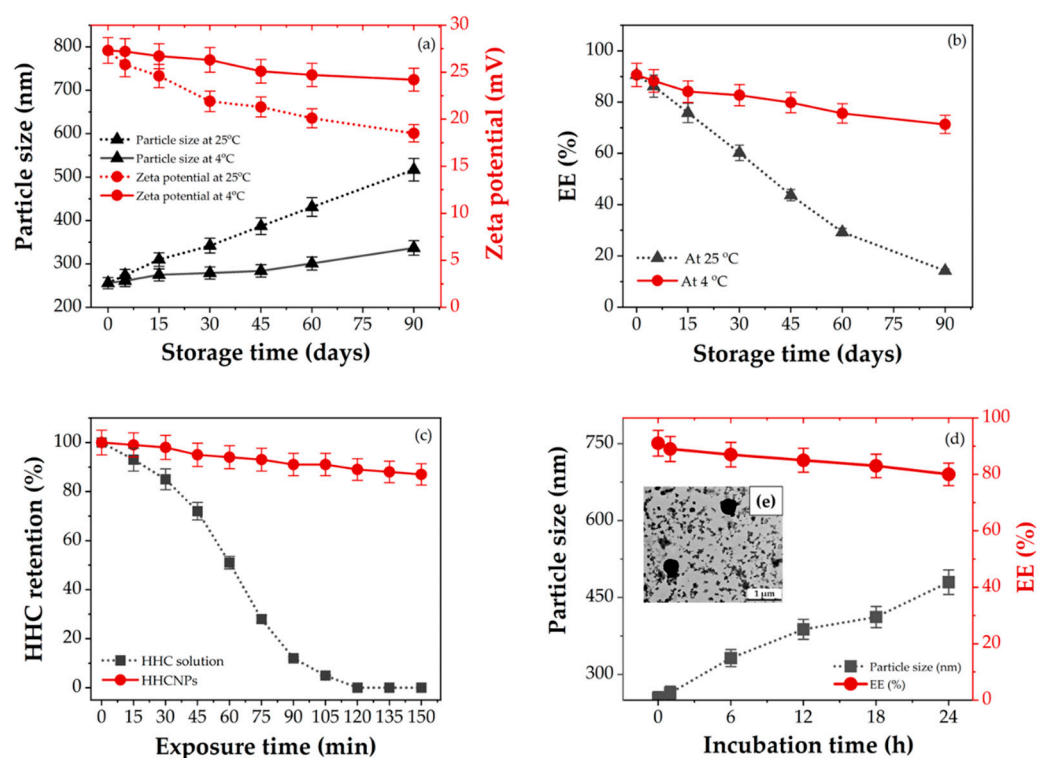 (a)
800
700
600
500
400
300
200
30
25
20
15
10
5
0
Particle size (nm)
Zeta potential (mV)
Particle size at 25ºC
Particle size at 4ºC
Zeta potential at 25ºC
Zeta potential at 4ºC
0 15 30 45 60 75 90
Storage time (days)
(b)
100
80
60
40
20
0
EE (%)
At 25 ºC
At 4 ºC
0 15 30 45 60 75 90
Storage time (days)
(c)
100
80
60
40
20
0
HHC retention (%)
HHC solution
HHCNPs
0 15 30 45 60 75 90 105 120 135 150
Exposure time (min)
(d)
750
600
450
300
100
80
60
40
20
0
Particle size (nm)
EE (%)
(e)
1 µm
Particle size (nm)
EE (%)
0 6 12 18 24
Incubation time (h)